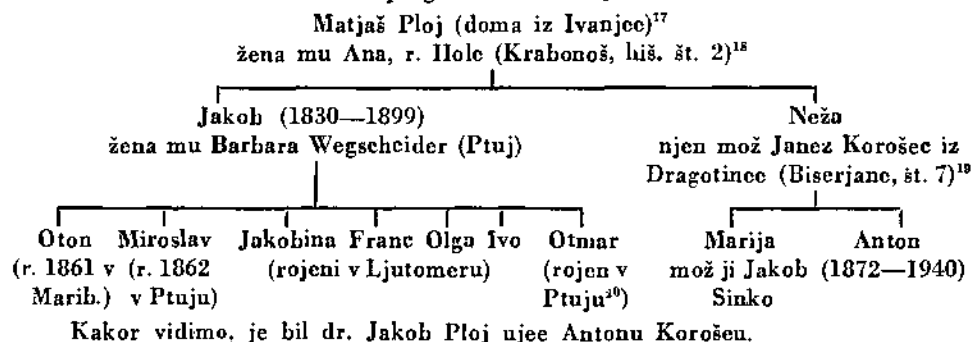 Matjaš Ploj (doma iz Ivanjec)¹⁷
žena mu Ana, r. Holc (Krabonoš, hiš. št. 2)¹⁸
Jakob (1830—1899) Neža
žena mu Barbara Wegscheider (Ptuj) njen mož Janez Korošec iz
Dragotinec (Biserjane, št. 7)¹⁹
Oton Miroslav Jakobina Franc Olga Ivo Otmar Marija Anton
(r. 1861 v (r. 1862 (rojeni v Ljutomeru) (rojen v mož ji Jakob (1872—1940)
Marib.) v Ptuju) Ptuju²⁰) Sinko
Kakor vidimo, je bil dr. Jakob Ploj ujec Antonu Korošcu.